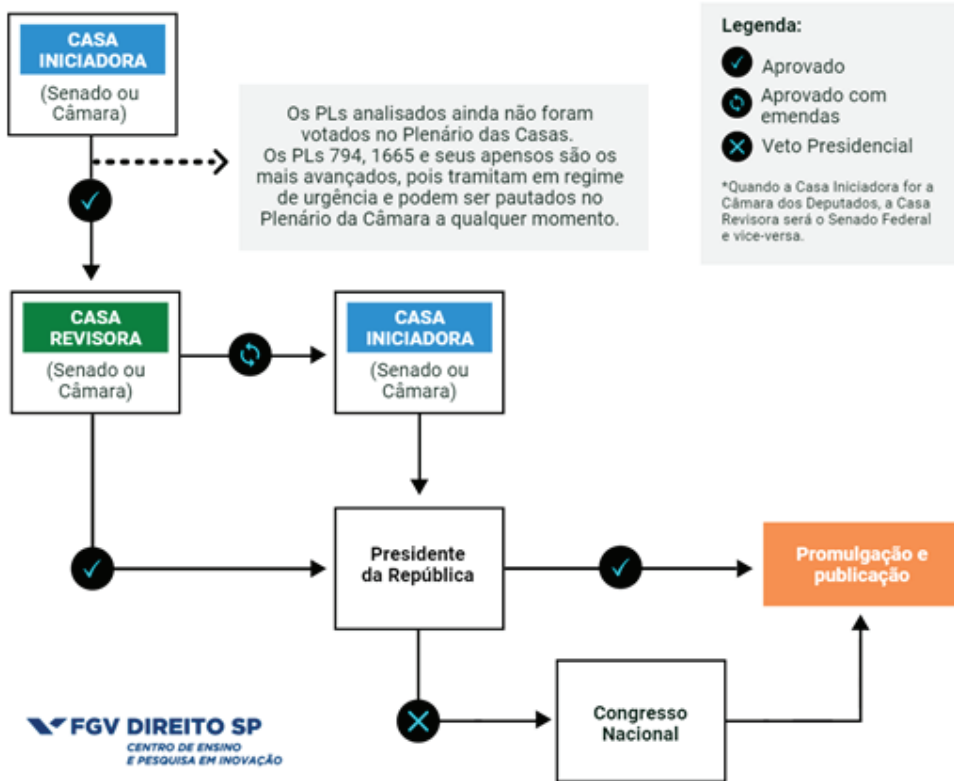 CASA
INICIADORA
(Senado ou
Câmara)
Os PLs analisados ainda não foram
votados no Plenário das Casas.
Os PLs 794, 1665 e seus apensos são os
mais avançados, pois tramitam em regime
de urgência e podem ser pautados no
Plenário da Câmara a qualquer momento.
Legenda:
Aprovado
Aprovado com
emendas
Veto Presidencial
*Quando a Casa Iniciadora for a
Câmara dos Deputados, a Casa
Revisora será o Senado Federal
e vice-versa.
CASA
REVISORA
(Senado ou
Câmara)
CASA
INICIADORA
(Senado ou
Câmara)
Presidente
da República
Promulgação e
publicação
Congresso
Nacional
FGV DIREITO SP
CENTRO DE ENSINO
E PESQUISA EM INOVAÇÃO